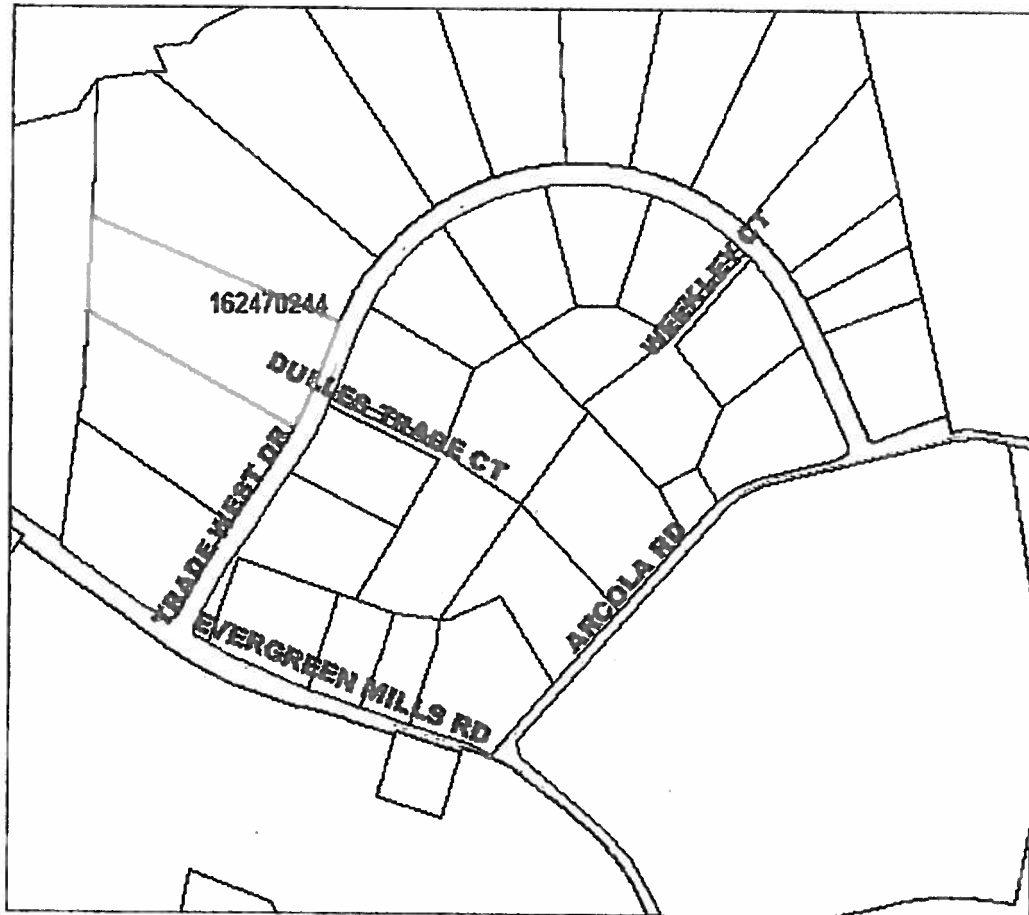 WEEKLEY CT
162470244
DULLES TRADE CT
TRADE WEST DR
ARCOLA RD
EVERGREEN MILLS RD